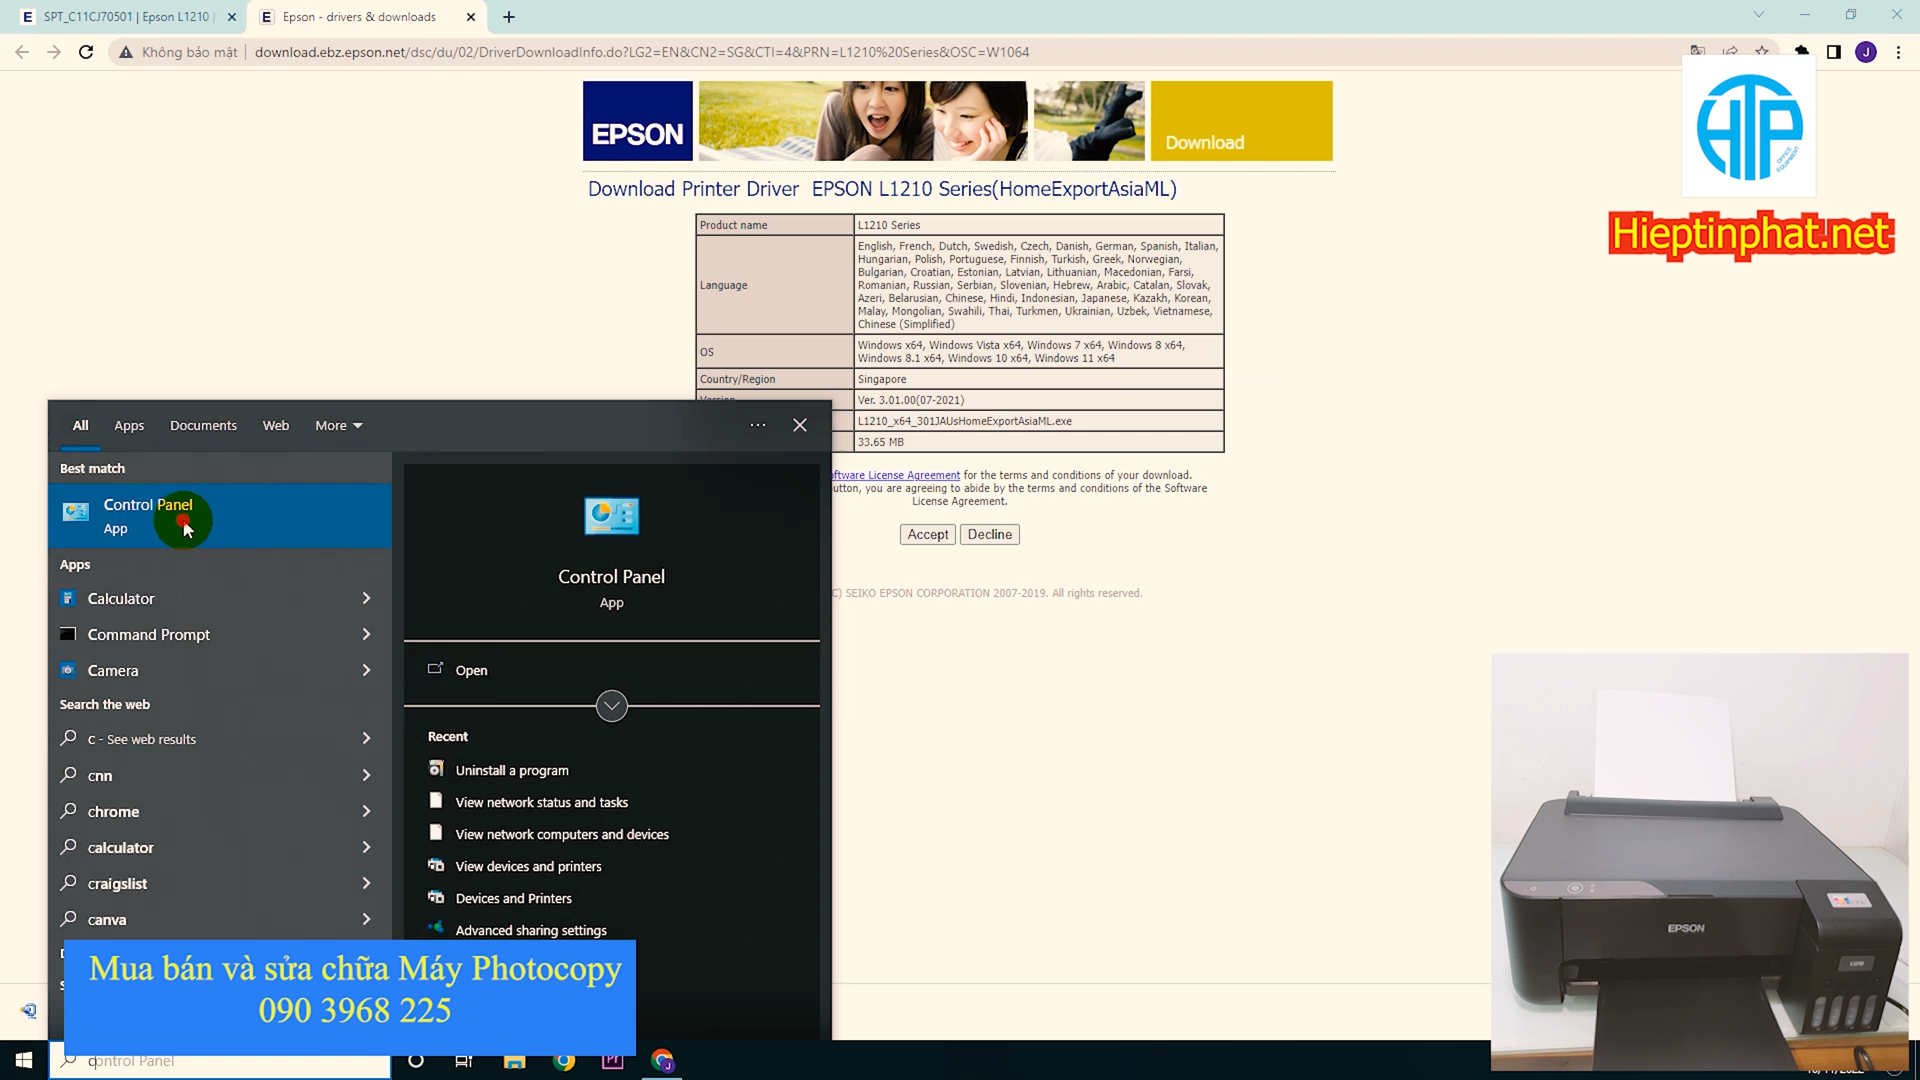 SPT_C11CJ70501 | Epson L1210 |
Epson - drivers & downloads
Không bảo mật
download.ebz.epson.net/dsc/du/02/DriverDownloadInfo.do?LG2=EN&CN2=SG&CTI=4&PRN=L1210%20Series&OSC=W1064
J
EPSON
Download
HTP
OFFICE EQUIPMENT
Hieptinphat.net
Download Printer Driver EPSON L1210 Series(HomeExportAsiaML)
Product name
L1210 Series
Language
English, French, Dutch, Swedish, Czech, Danish, German, Spanish, Italian,
Hungarian, Polish, Portuguese, Finnish, Turkish, Greek, Norwegian,
Bulgarian, Croatian, Estonian, Latvian, Lithuanian, Macedonian, Farsi,
Romanian, Russian, Serbian, Slovenian, Hebrew, Arabic, Catalan, Slovak,
Azeri, Belarusian, Chinese, Hindi, Indonesian, Japanese, Kazakh, Korean,
Malay, Mongolian, Swahili, Thai, Turkmen, Ukrainian, Uzbek, Vietnamese,
Chinese (Simplified)
OS
Windows x64, Windows Vista x64, Windows 7 x64, Windows 8 x64,
Windows 8.1 x64, Windows 10 x64, Windows 11 x64
Country/Region
Singapore
Version
Ver. 3.01.00(07-2021)
L1210_x64_301JAUsHomeExportAsiaML.exe
33.65 MB
Software License Agreement for the terms and conditions of your download.
button, you are agreeing to abide by the terms and conditions of the Software
License Agreement.
Accept
Decline
C) SEIKO EPSON CORPORATION 2007-2019. All rights reserved.
All
Apps
Documents
Web
More
Best match
Control Panel
App
Apps
Calculator
Command Prompt
Camera
Search the web
c - See web results
cnn
chrome
calculator
craigslist
canva
Control Panel
App
Open
Recent
Uninstall a program
View network status and tasks
View network computers and devices
View devices and printers
Devices and Printers
Advanced sharing settings
Mua bán và sửa chữa Máy Photocopy
090 3968 225
control Panel
Pr
J
EPSON
L1210